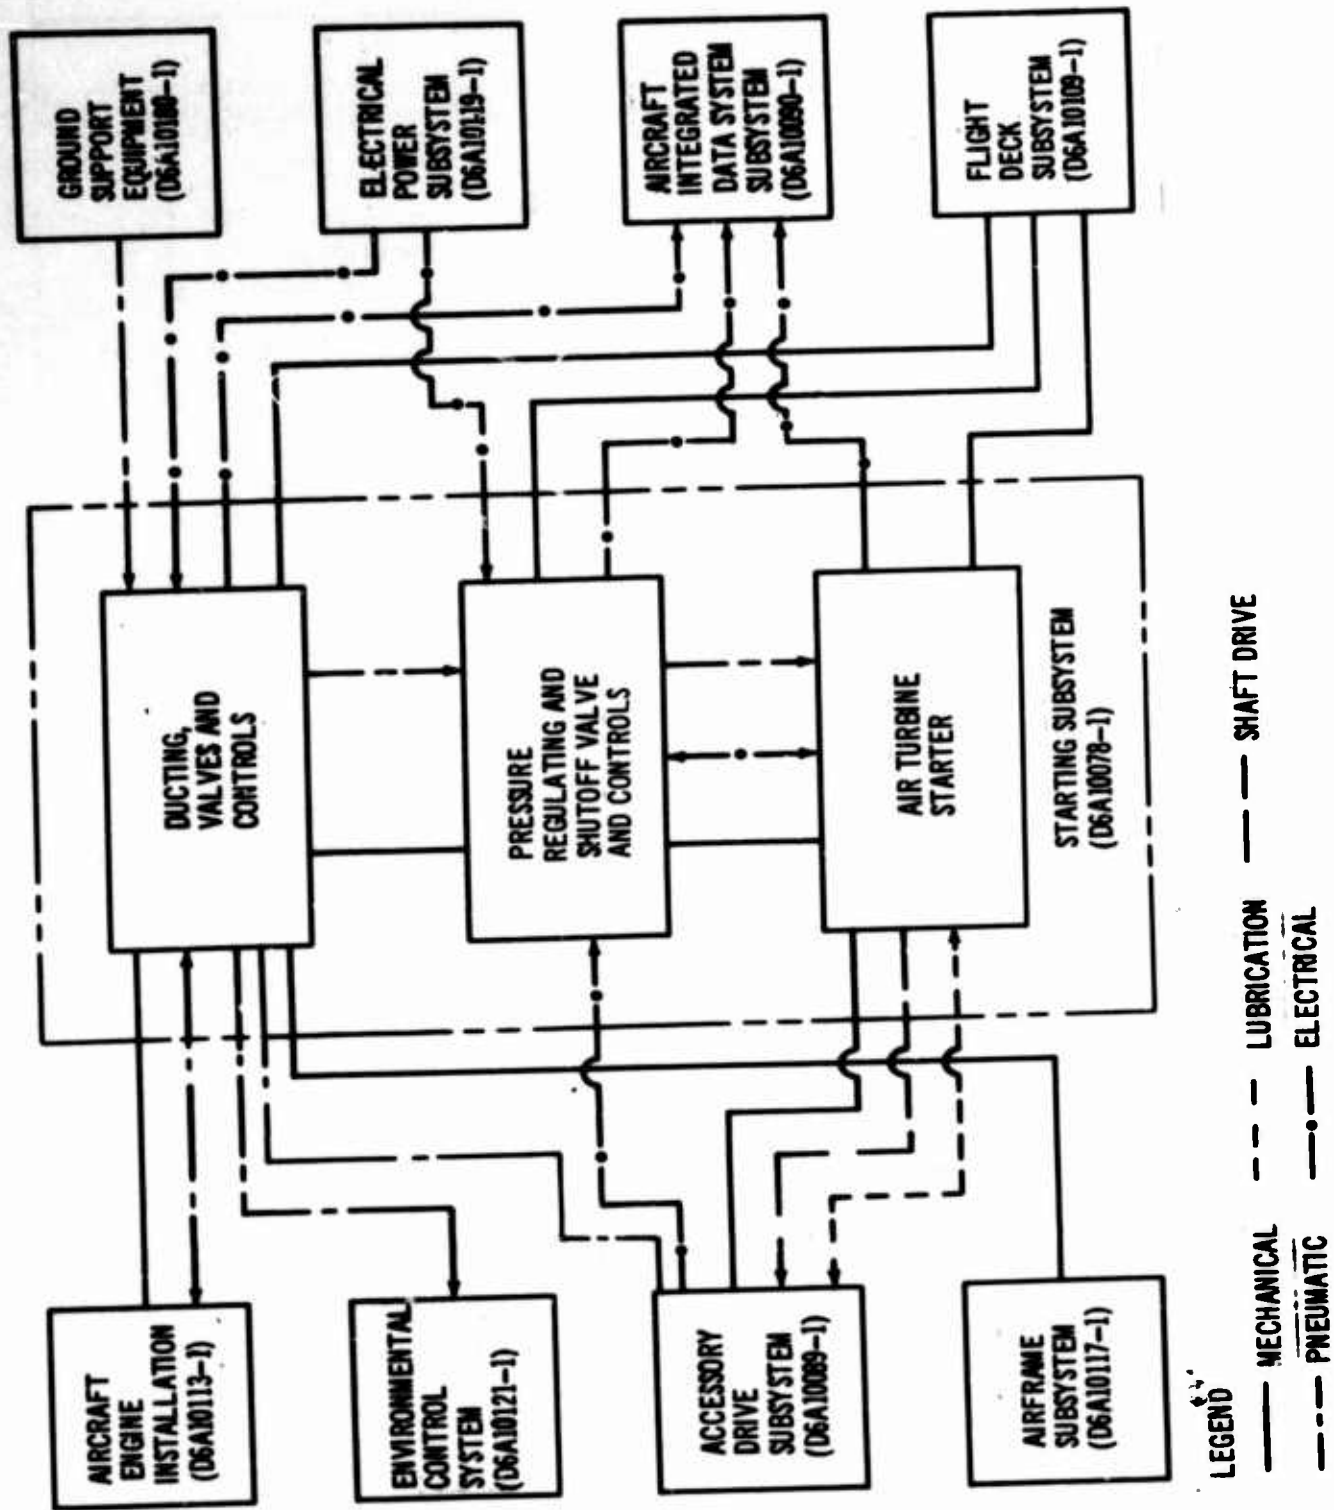 AIRCRAFT
ENGINE
INSTALLATION
(D6A10113-1)
ENVIRONMENTAL
CONTROL
SYSTEM
(D6A10121-1)
ACCESSORY
DRIVE
SUBSYSTEM
(D6A10089-1)
AIRFRAME
SUBSYSTEM
(D6A10117-1)
DUCTING,
VALVES AND
CONTROLS
PRESSURE
REGULATING AND
SHUTOFF VALVE
AND CONTROLS
AIR TURBINE
STARTER
STARTING SUBSYSTEM
(D6A10078-1)
GROUND
SUPPORT
EQUIPMENT
(D6A10180-1)
ELECTRICAL
POWER
SUBSYSTEM
(D6A10119-1)
AIRCRAFT
INTEGRATED
DATA SYSTEM
SUBSYSTEM
(D6A10090-1)
FLIGHT
DECK
SUBSYSTEM
(D6A10109-1)
LEGEND
MECHANICAL LUBRICATION SHAFT DRIVE
PNEUMATIC ELECTRICAL